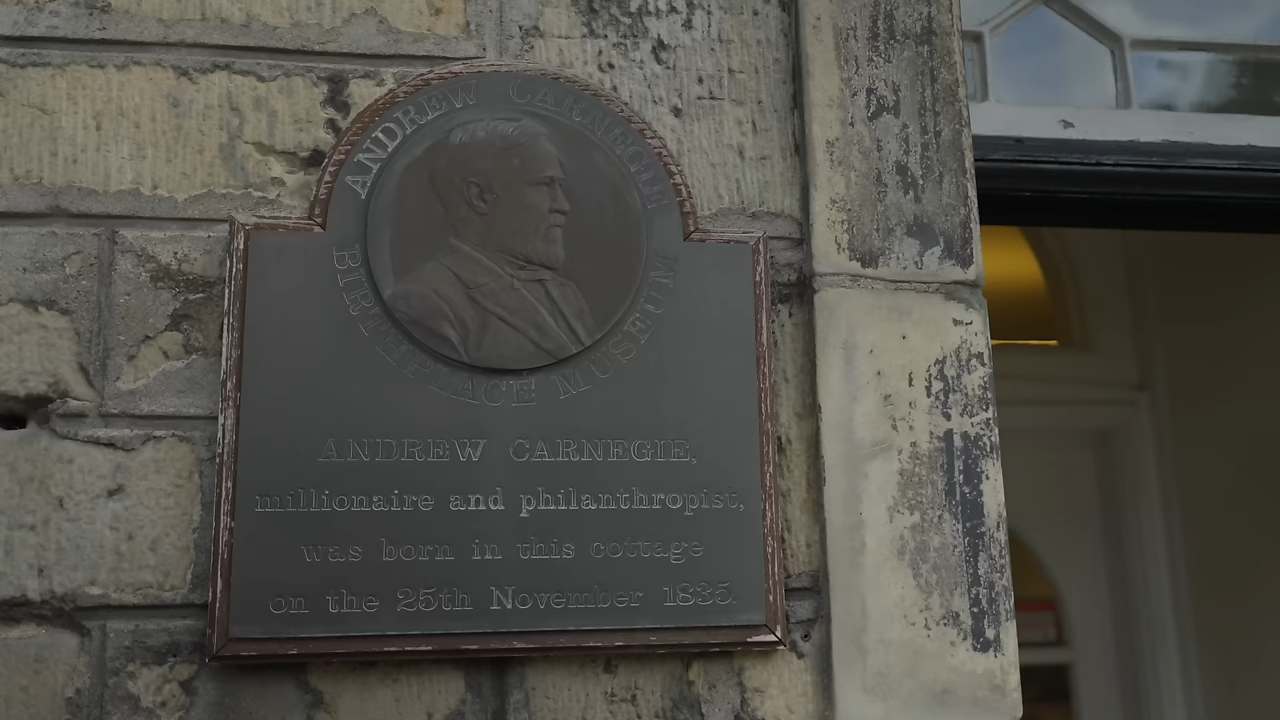 ANDREW CARNEGIE
BIRTHPLACE MUSEUM
ANDREW CARNEGIE,
millionaire and philanthropist,
was born in this cottage
on the 25th November 1835.